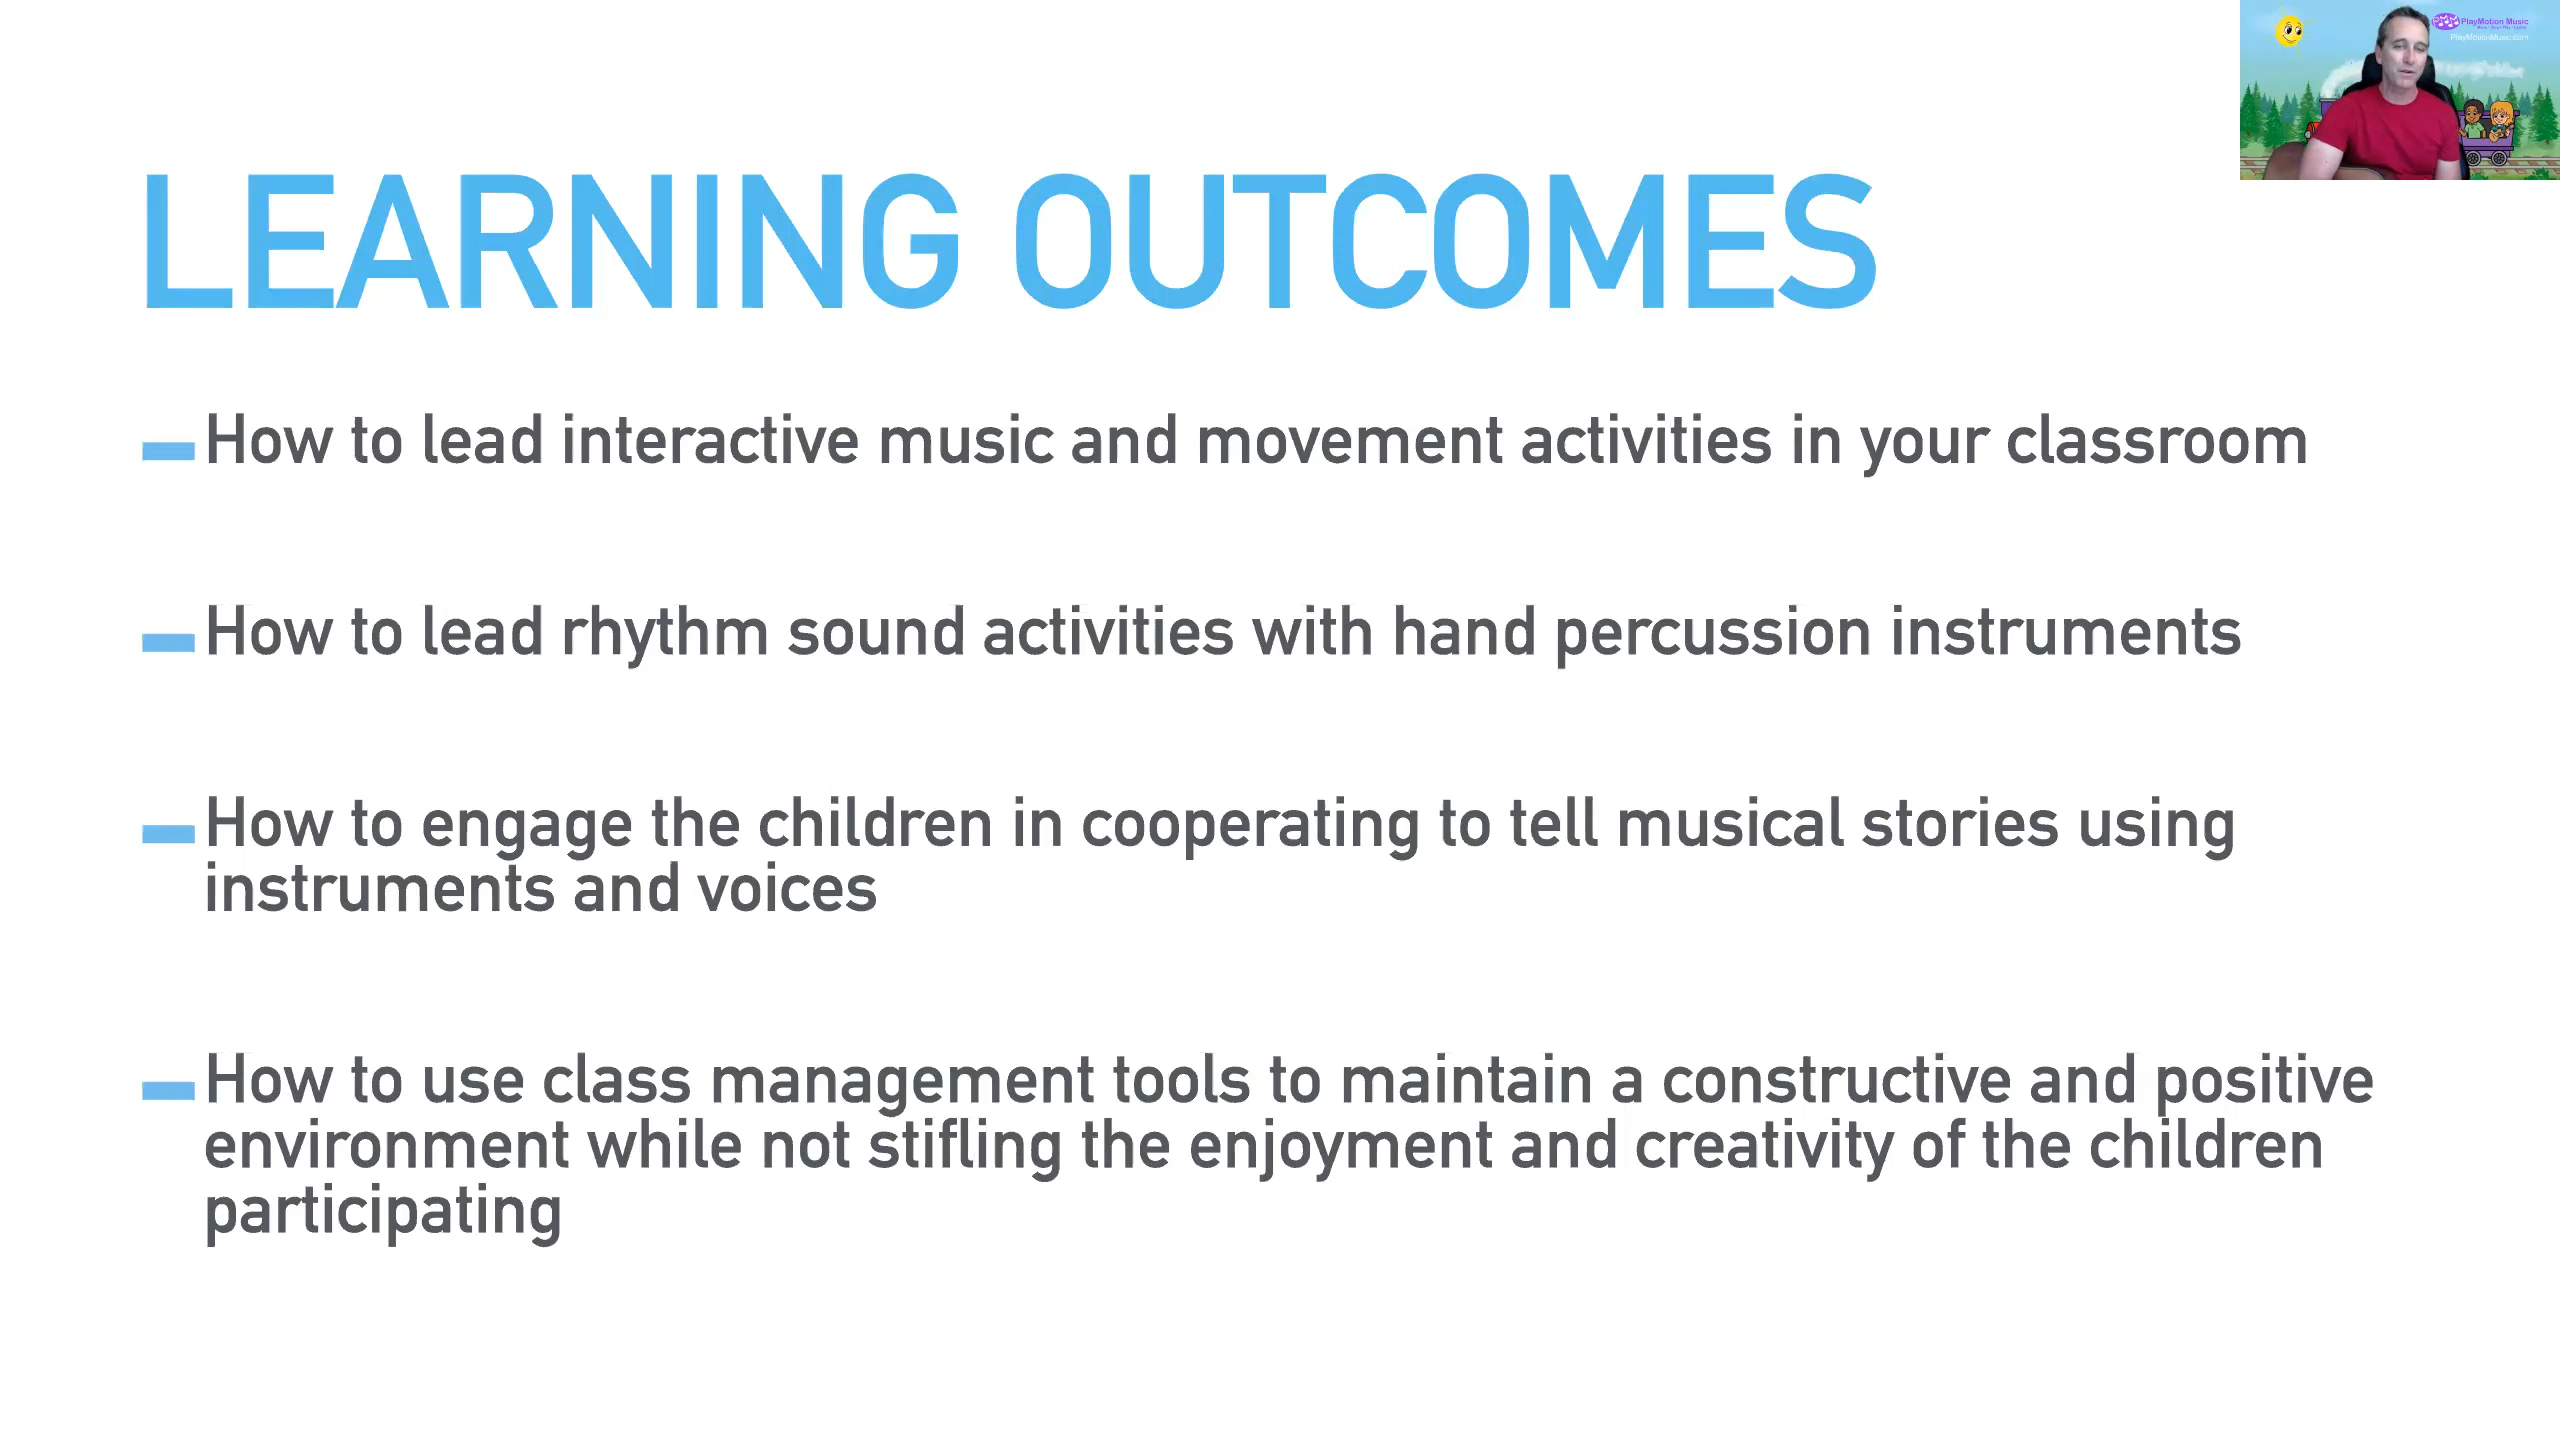 PlayMotion Music
PlayMotionMusic.com
LEARNING OUTCOMES
How to lead interactive music and movement activities in your classroom
How to lead rhythm sound activities with hand percussion instruments
How to engage the children in cooperating to tell musical stories using
instruments and voices
How to use class management tools to maintain a constructive and positive
environment while not stifling the enjoyment and creativity of the children
participating